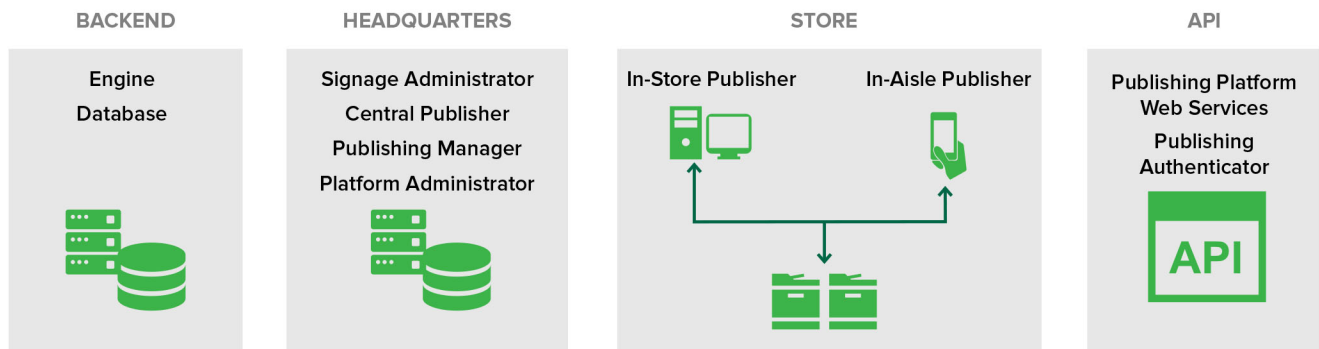 BACKEND
Engine
Database
HEADQUARTERS
Signage Administrator
Central Publisher
Publishing Manager
Platform Administrator
STORE
In-Store Publisher
In-Aisle Publisher
API
Publishing Platform
Web Services
Publishing
Authenticator
API